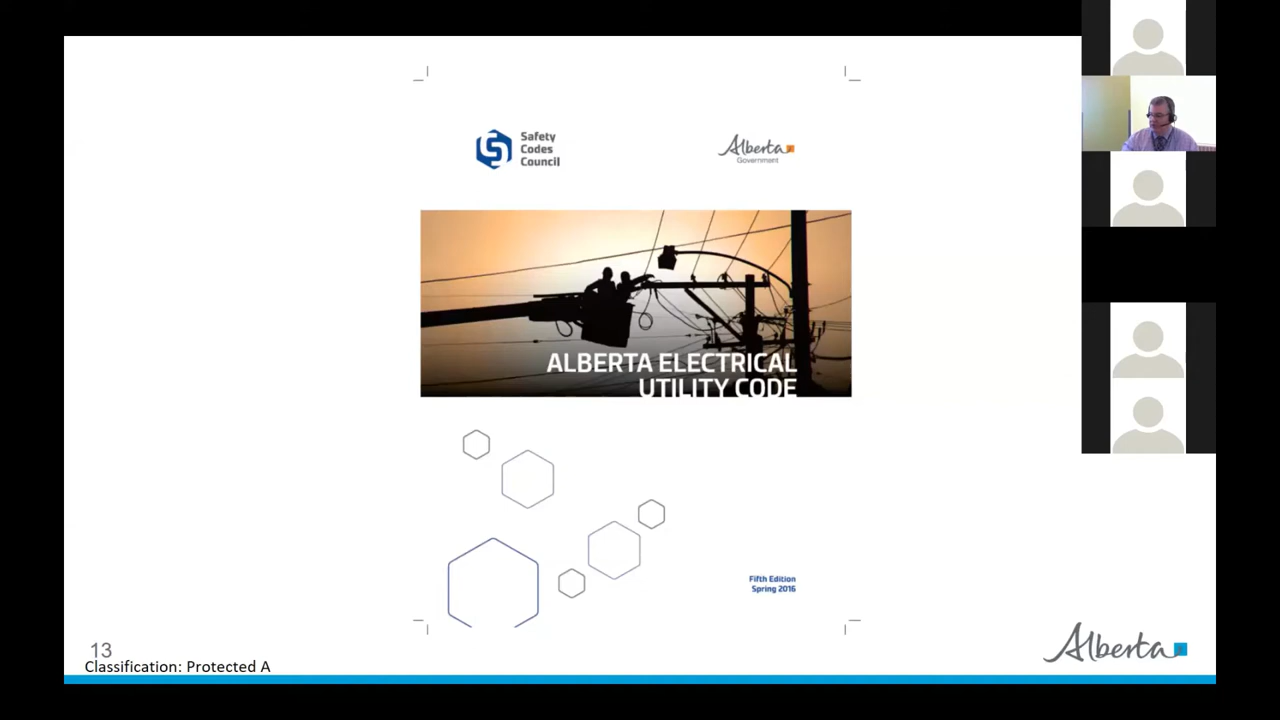 Safety
Codes
Council
Alberta
Government
ALBERTA ELECTRICAL
UTILITY CODE
Fifth Edition
Spring 2016
13
Classification: Protected A
Alberta